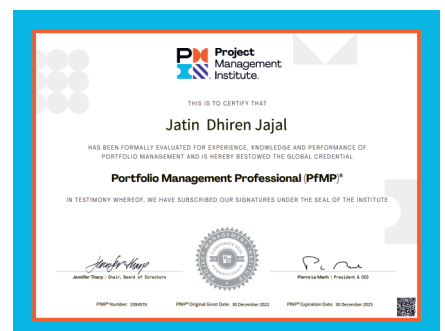 Project
Management
Institute.
THIS IS TO CERTIFY THAT
Jatin Dhiren Jajal
HAS BEEN FORMALLY EVALUATED FOR EXPERIENCE, KNOWLEDGE AND PERFORMANCE OF
PORTFOLIO MANAGEMENT AND IS HEREBY BESTOWED THE GLOBAL CREDENTIAL
Portfolio Management Professional (PfMP)®
IN TESTIMONY WHEREOF, WE HAVE SUBSCRIBED OUR SIGNATURES UNDER THE SEAL OF THE INSTITUTE
Jennifer Tharp | Chair, Board of Directors
Pierre Le Manh | President & CEO
PfMP® Number: 3394576
PfMP® Original Grant Date: 30 December 2022
PfMP® Expiration Date: 30 December 2025